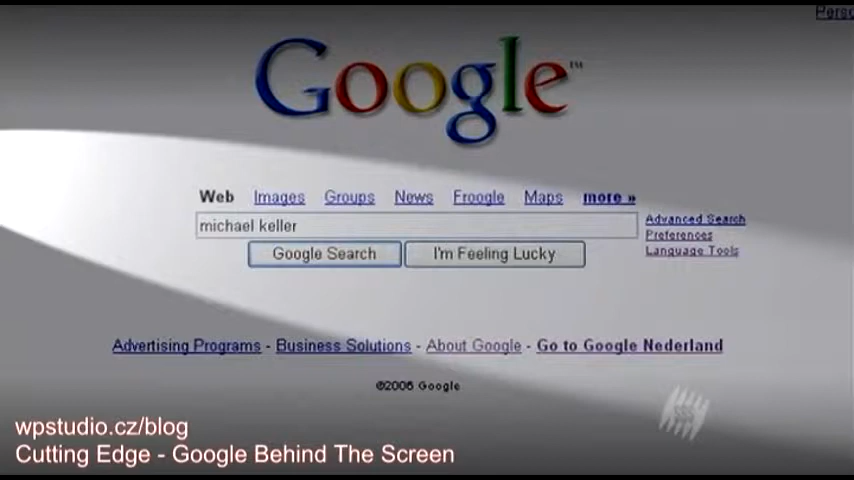 Google™
Web Images Groups News Froogle Maps more »
michael keller
Advanced Search
Preferences
Language Tools
Google Search I'm Feeling Lucky
Advertising Programs - Business Solutions - About Google - Go to Google Nederland
©2006 Google
SBS
wpstudio.cz/blog
Cutting Edge - Google Behind The Screen